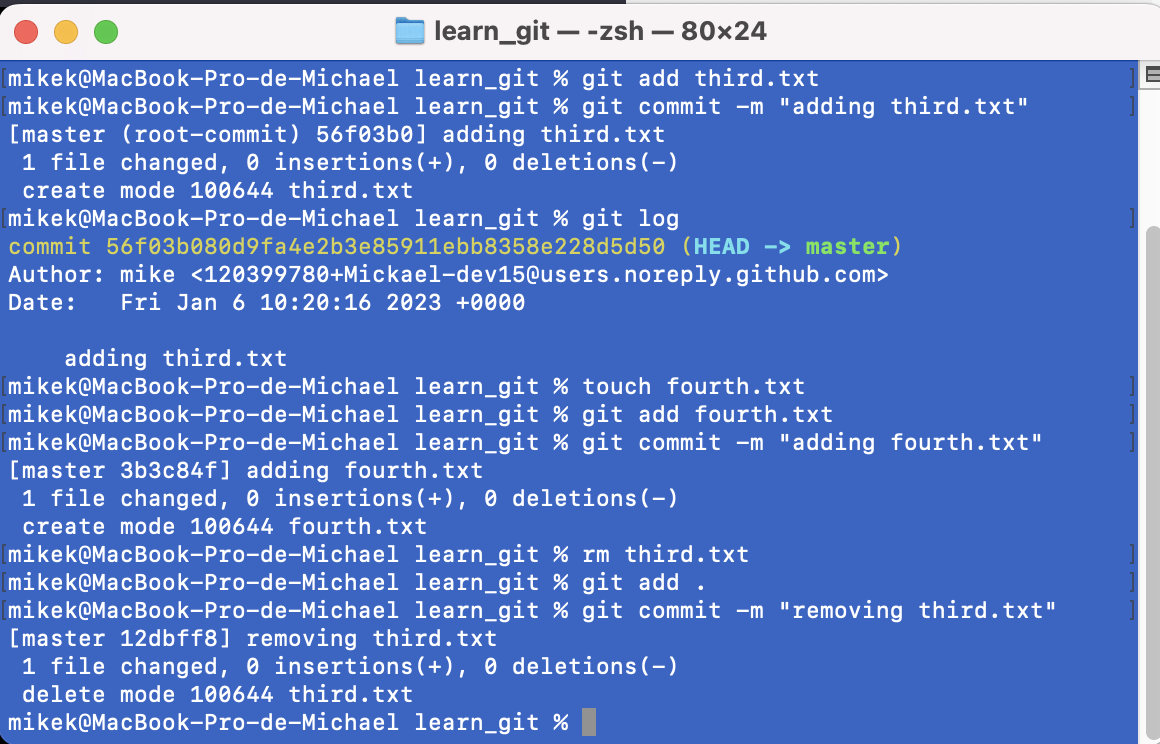 learn_git — -zsh — 80×24
[mikek@MacBook-Pro-de-Michael learn_git % git add third.txt ]
[mikek@MacBook-Pro-de-Michael learn_git % git commit -m "adding third.txt" ]
[master (root-commit) 56f03b0] adding third.txt
 1 file changed, 0 insertions(+), 0 deletions(-)
 create mode 100644 third.txt
[mikek@MacBook-Pro-de-Michael learn_git % git log ]
commit 56f03b080d9fa4e2b3e85911ebb8358e228d5d50 (HEAD -> master)
Author: mike <120399780+Mickael-dev15@users.noreply.github.com>
Date:   Fri Jan 6 10:20:16 2023 +0000
    adding third.txt
[mikek@MacBook-Pro-de-Michael learn_git % touch fourth.txt ]
[mikek@MacBook-Pro-de-Michael learn_git % git add fourth.txt ]
[mikek@MacBook-Pro-de-Michael learn_git % git commit -m "adding fourth.txt" ]
[master 3b3c84f] adding fourth.txt
 1 file changed, 0 insertions(+), 0 deletions(-)
 create mode 100644 fourth.txt
[mikek@MacBook-Pro-de-Michael learn_git % rm third.txt ]
[mikek@MacBook-Pro-de-Michael learn_git % git add . ]
[mikek@MacBook-Pro-de-Michael learn_git % git commit -m "removing third.txt" ]
[master 12dbff8] removing third.txt
 1 file changed, 0 insertions(+), 0 deletions(-)
 delete mode 100644 third.txt
mikek@MacBook-Pro-de-Michael learn_git %